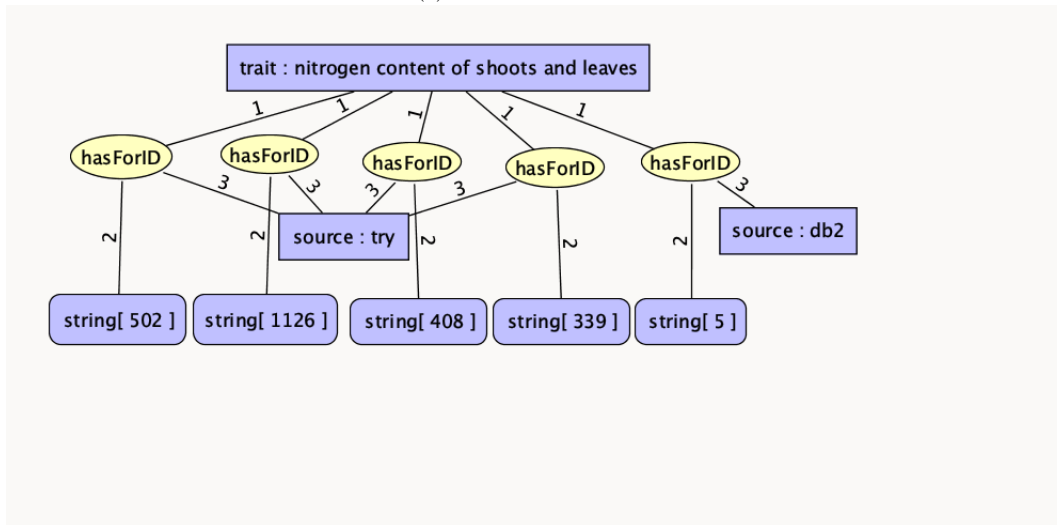 trait : nitrogen content of shoots and leaves
1 1 1 1 1
hasForID hasForID hasForID hasForID hasForID
3 3 3 3 3
source : try source : db2
2 2 2 2 2
string[ 502 ] string[ 1126 ] string[ 408 ] string[ 339 ] string[ 5 ]